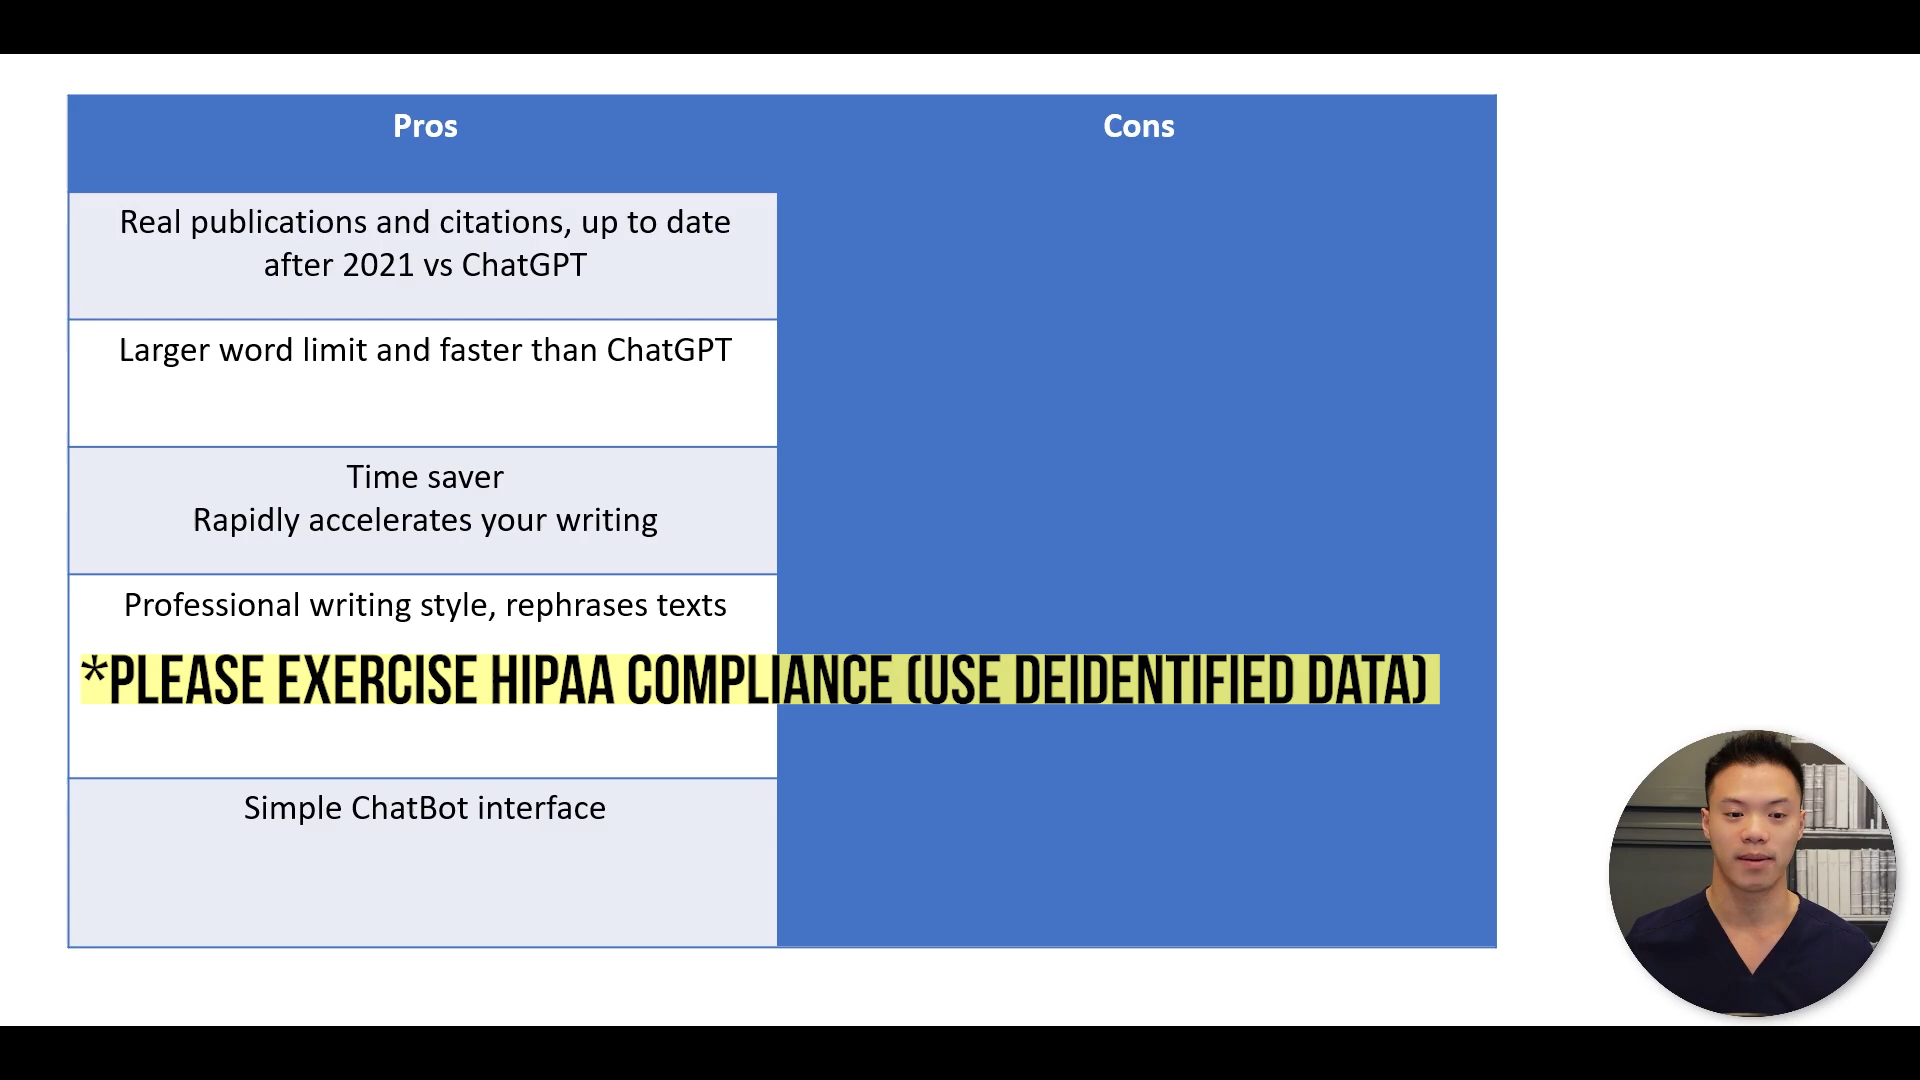 Pros
Cons
Real publications and citations, up to date
after 2021 vs ChatGPT
Larger word limit and faster than ChatGPT
Time saver
Rapidly accelerates your writing
Professional writing style, rephrases texts
*PLEASE EXERCISE HIPAA COMPLIANCE (USE DEIDENTIFIED DATA)
Simple ChatBot interface